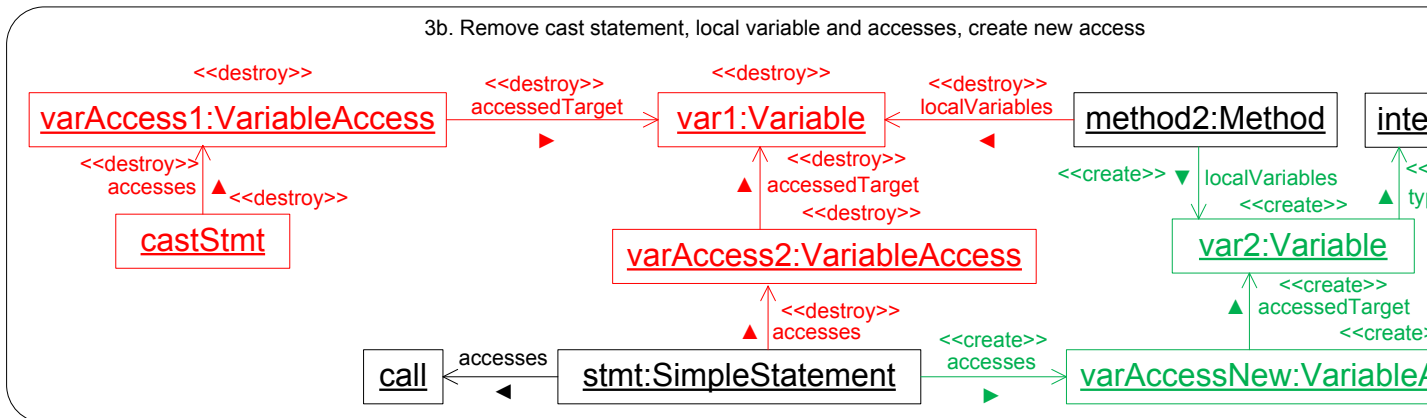 3b. Remove cast statement, local variable and accesses, create new access
<<destroy>>
varAccess1:VariableAccess
<<destroy>>
accessedTarget
<<destroy>>
var1:Variable
<<destroy>>
localVariables
method2:Method
<<destroy>>
accesses
<<destroy>>
castStmt
<<destroy>>
accessedTarget
<<destroy>>
varAccess2:VariableAccess
<<create>>
localVariables
<<create>>
var2:Variable
<<destroy>>
accesses
<<create>>
accessedTarget
accesses
call
stmt:SimpleStatement
<<create>>
accesses